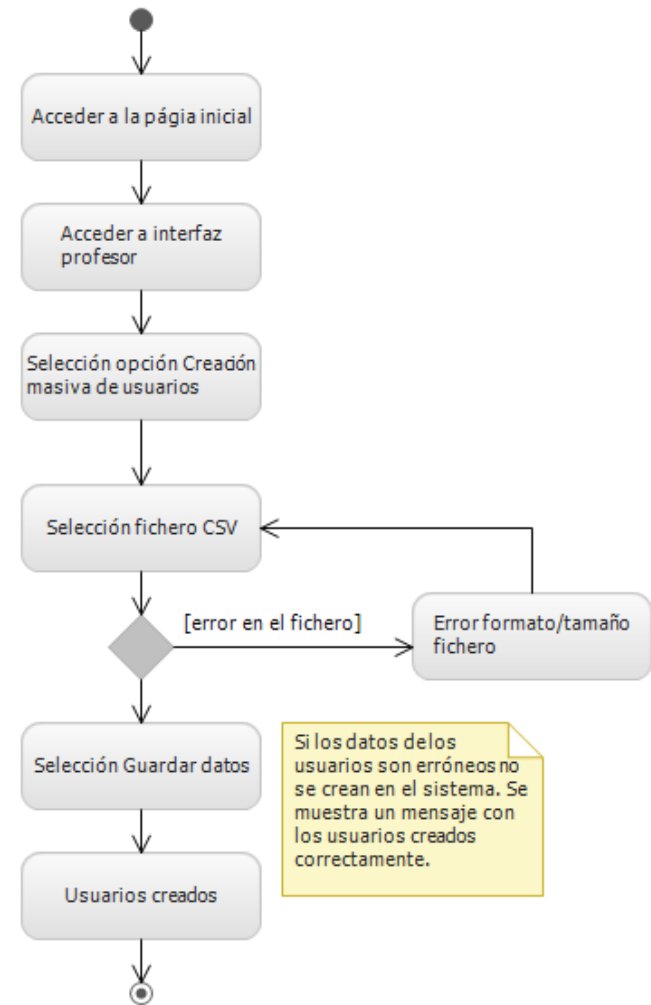 Acceder a la págia inicial
Acceder a interfaz
profesor
Selección opción Creación
masiva de usuarios
Selección fichero CSV
[error en el fichero]
Error formato/tamaño
fichero
Selección Guardar datos
Si los datos de los
usuarios son erróneos no
se crean en el sistema. Se
muestra un mensaje con
los usuarios creados
correctamente.
Usuarios creados